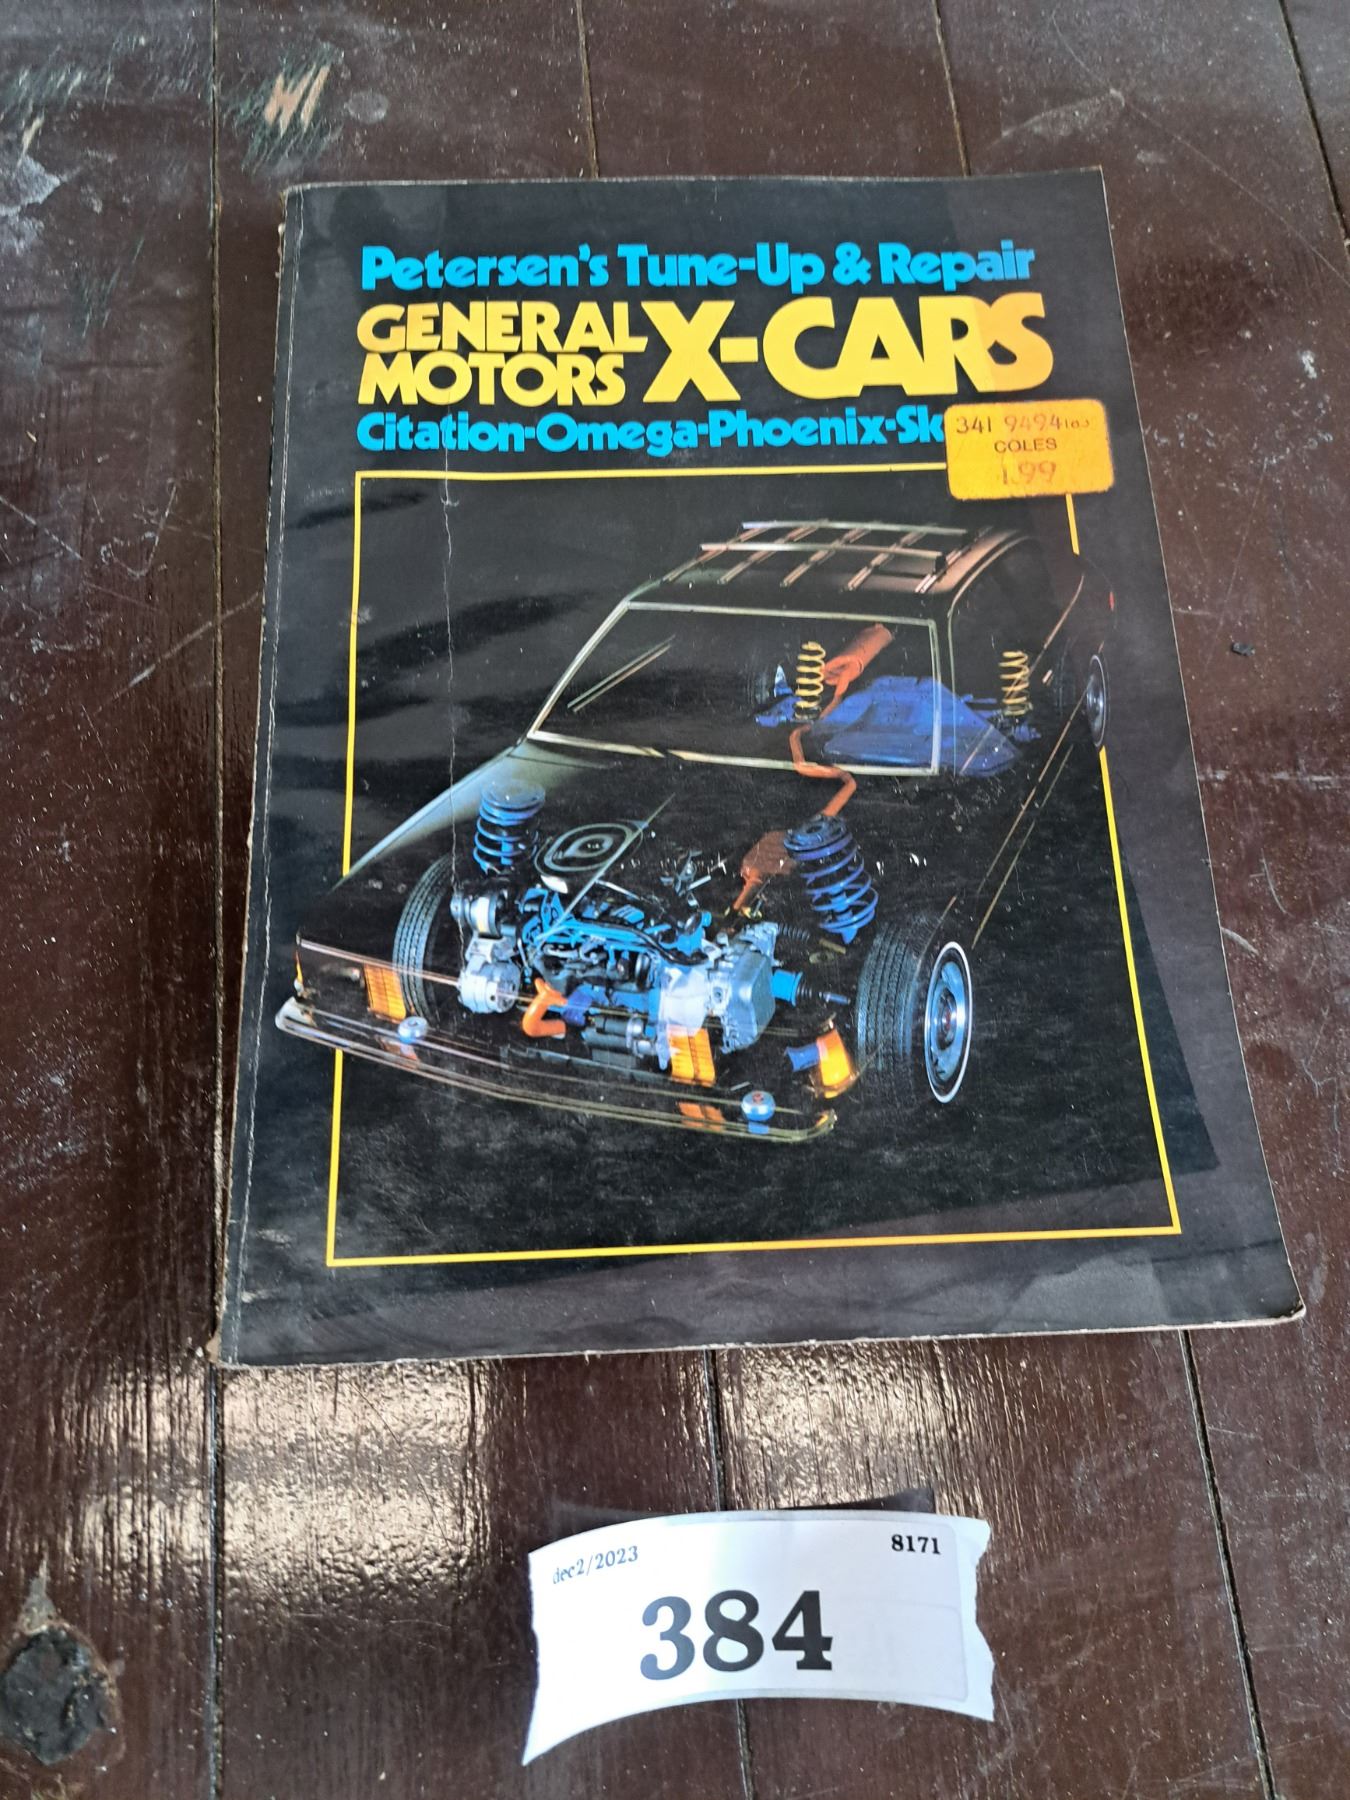 Petersen's Tune-Up & Repair
GENERAL MOTORS X-CARS
Citation-Omega-Phoenix-Sk
341 9494
COLES
1.99
dec2/2023
8171
384